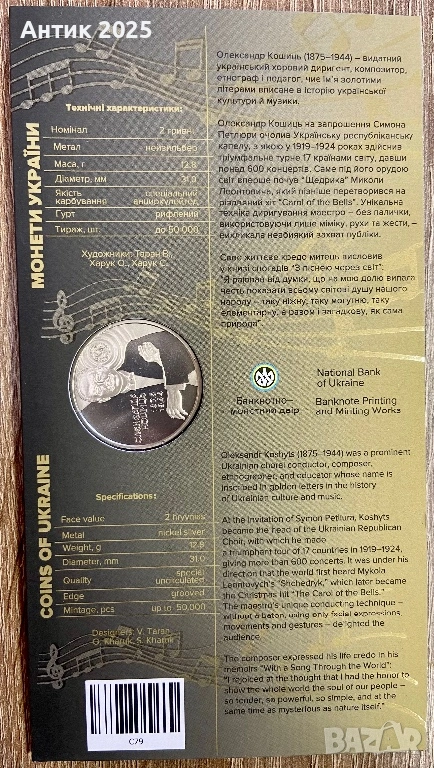 Антик 2025
МОНЕТИ УКРАЇНИ
Технічні характеристики:
Номінал 2 гривні
Метал нейзильбер
Маса, г 12.8
Діаметр, мм 31.0
Якість карбування спеціальний анциркулейтед
Гурт рифлений
Тираж, шт. до 50,000
Художники: Таран В.,
Харук О., Харук С.
Олександр Кошиць (1875–1944) – видатний
український хоровий диригент, композитор,
етнограф і педагог, чиє ім'я золотими
літерами вписане в історію української
культури й музики.
Олександр Кошиць на запрошення Симона
Петлюри очолив Українську республіканську
капелу, з якою у 1919–1924 роках здійснив
тріумфальне турне 17 країнами світу, давши
понад 600 концертів. Саме під його орудою
світ вперше почув "Щедрика" Миколи
Леонтовича, який пізніше перетворився на
різдвяний хіт "Carol of the Bells". Унікальна
техніка диригування маестро – без палички,
використовуючи лише міміку, рухи та жести, –
викликала неабиякий захват публіки.
Своє життєве кредо митець висловив
у книзі спогадів "З піснею через світ":
"Я радів від думки, що на мою долю випала
честь показати всьому світові душу нашого
народу – таку ніжну, таку могутню, таку
елементарну, а разом і загадкову, як сама
природа".
ОЛЕКСАНДР
КОШИЦЬ
1875
1944
Банкнотно-
монетний двір
National Bank
of Ukraine
Banknote Printing
and Minting Works
COINS OF UKRAINE
Specifications:
Face value 2 hryvnias
Metal nickel silver
Weight, g 12.8
Diameter, mm 31.0
Quality special uncirculated
Edge grooved
Mintage, pcs up to 50,000
Designers: V. Taran,
O. Kharuk, S. Kharuk
C79
Oleksandr Koshyts (1875–1944) was a prominent
Ukrainian choral conductor, composer,
ethnographer, and educator whose name is
inscribed in golden letters in the history
of Ukrainian culture and music.
At the invitation of Symon Petliura, Koshyts
became the head of the Ukrainian Republican
Choir, with which he made
a triumphant tour of 17 countries in 1919–1924,
giving more than 600 concerts. It was under his
direction that the world first heard Mykola
Leontovych's "Shchedryk," which later became
the Christmas hit "The Carol of the Bells."
The maestro's unique conducting technique –
without a baton, using only facial expressions,
movements and gestures – delighted the
audience.
The composer expressed his life credo in his
memoirs "With a Song Through the World":
"I rejoiced at the thought that I had the honor to
show the whole world the soul of our people –
so tender, so powerful, so simple, and at the
same time as mysterious as nature itself."
BAZAR
.bg